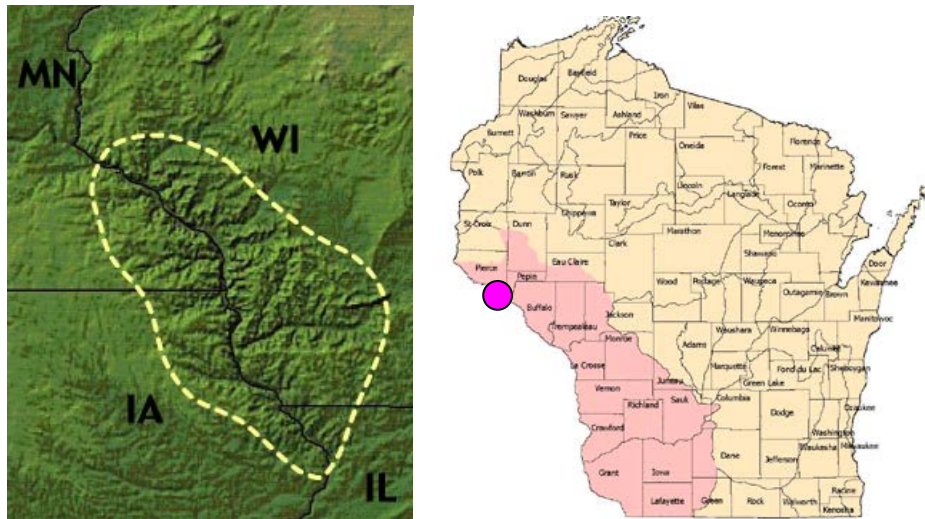 MN
WI
IA
IL
Douglas
Bayfield
Iron
Vilas
Ashland
Washburn
Sawyer
Burnett
Price
Oneida
Florence
Forest
Marinette
Polk
Barron
Rusk
Lincoln
Langlade
Oconto
Taylor
Chippewa
St Croix
Dunn
Marathon
Menominee
Clark
Shawano
Door
Pierce
Eau Claire
Pepin
Wood
Portage
Waupaca
Kewaunee
Outagamie
Brown
Buffalo
Jackson
Trempealeau
Manitowoc
Waushara
Winnebago
Monroe
Adams
Calumet
La Crosse
Marquette
Fond du Lac
Sheboygan
Green Lake
Juneau
Vernon
Sauk
Columbia
Richland
Dodge
Ozaukee
Crawford
Washington
Waukesha
Milwaukee
Dane
Jefferson
Grant
Iowa
Racine
Lafayette
Green
Rock
Walworth
Kenosha